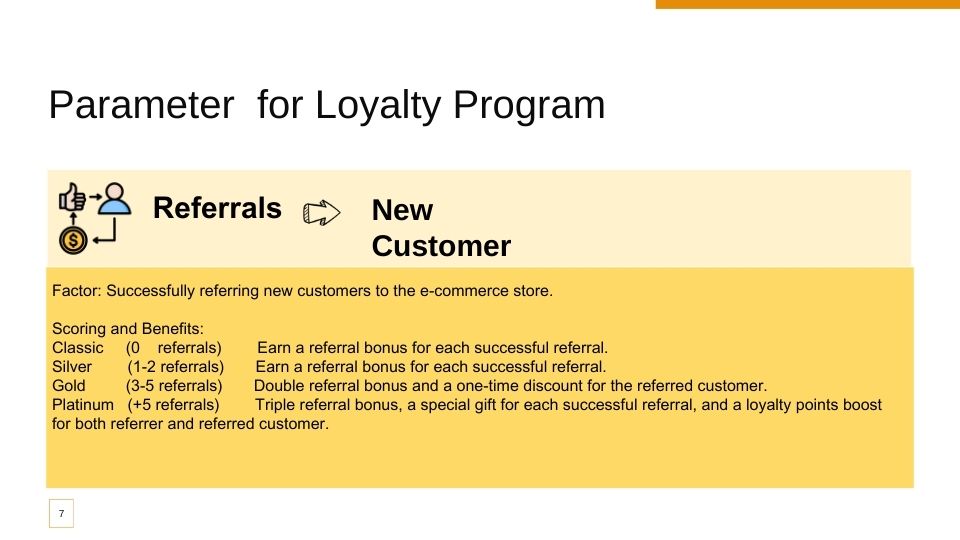 Parameter  for Loyalty Program
Referrals
New
Customer
Factor: Successfully referring new customers to the e-commerce store.
Scoring and Benefits:
Classic (0 referrals) Earn a referral bonus for each successful referral.
Silver (1-2 referrals) Earn a referral bonus for each successful referral.
Gold (3-5 referrals) Double referral bonus and a one-time discount for the referred customer.
Platinum (+5 referrals) Triple referral bonus, a special gift for each successful referral, and a loyalty points boost
for both referrer and referred customer.
7